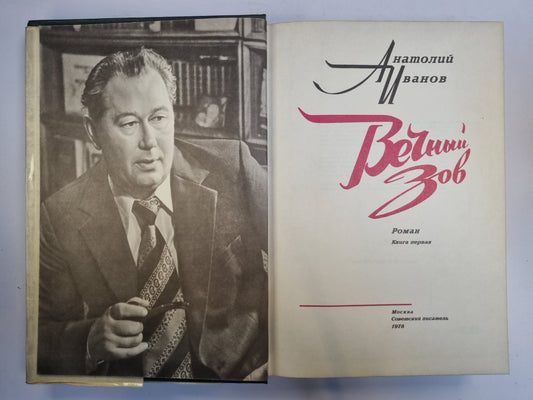 Анатолий
Иванов
Вечный
Зов
Роман
Книга первая
Москва
Советский писатель
1978